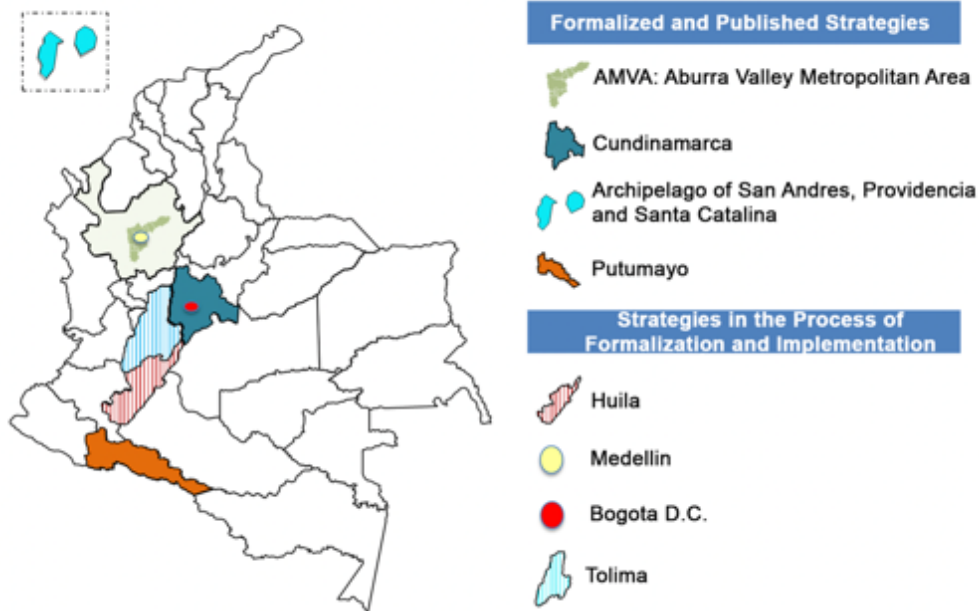 Formalized and Published Strategies
AMVA: Aburra Valley Metropolitan Area
Cundinamarca
Archipelago of San Andres, Providencia
and Santa Catalina
Putumayo
Strategies in the Process of
Formalization and Implementation
Huila
Medellin
Bogota D.C.
Tolima